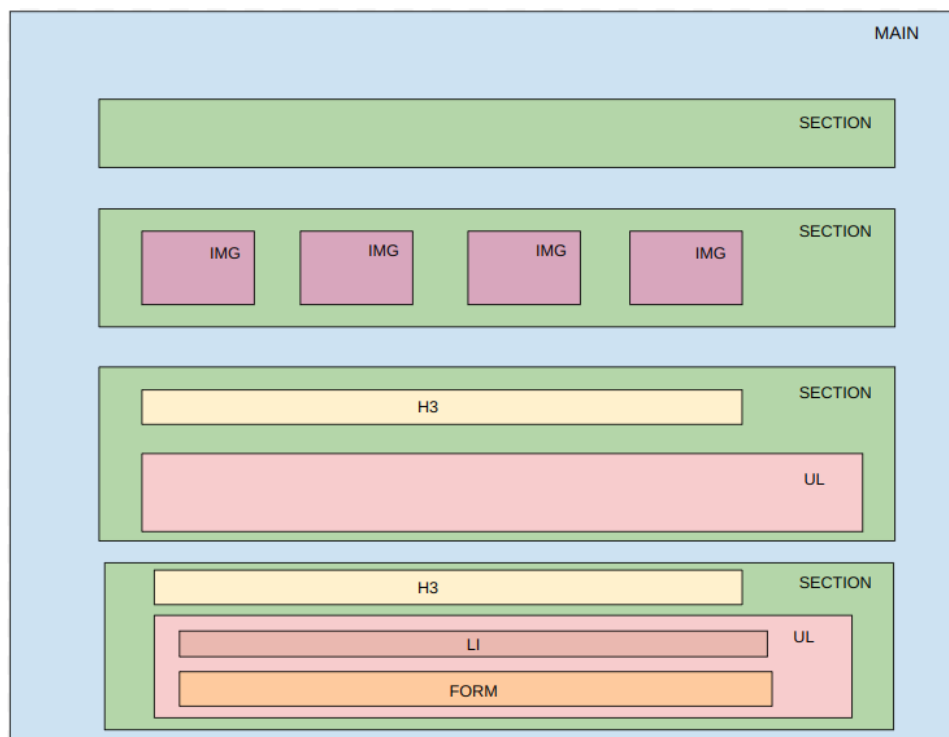 MAIN
SECTION
SECTION
IMG
IMG
IMG
IMG
SECTION
H3
UL
SECTION
H3
UL
LI
FORM